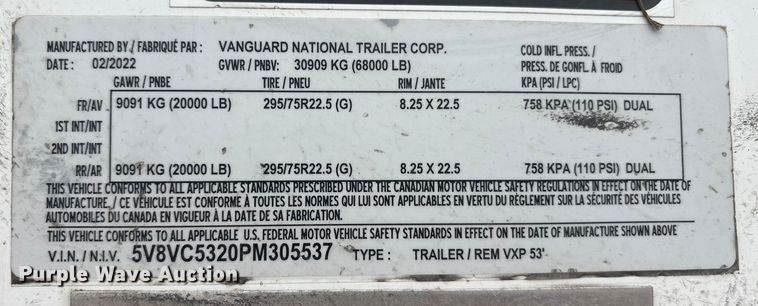 MANUFACTURED BY / FABRIQUÉ PAR : VANGUARD NATIONAL TRAILER CORP. COLD INFL. PRESS. /
DATE : 02/2022 GVWR / PNBV: 30909 KG (68000 LB) PRESS. DE GONFL. À FROID
GAWR / PNBE TIRE / PNEU RIM / JANTE KPA (PSI / LPC)
FR/AV 9091 KG (20000 LB) 295/75R22.5 (G) 8.25 X 22.5 758 KPA (110 PSI) DUAL
1ST INT/INT
2ND INT/INT
RR/AR 9091 KG (20000 LB) 295/75R22.5 (G) 8.25 X 22.5 758 KPA (110 PSI) DUAL
THIS VEHICLE CONFORMS TO ALL APPLICABLE STANDARDS PRESCRIBED UNDER THE CANADIAN MOTOR VEHICLE SAFETY REGULATIONS IN EFFECT ON THE DATE OF
MANUFACTURE. / CE VÉHICULE EST CONFORME À TOUTES LES NORMES QUI LUI SONT APPLICABLES EN VERTU DU RÈGLEMENT SUR LA SÉCURITÉ DES VÉHICULES
AUTOMOBILES DU CANADA EN VIGUEUR À LA DATE DE SA FABRICATION.
THIS VEHICLE CONFORMS TO ALL APPLICABLE U.S. FEDERAL MOTOR VEHICLE SAFETY STANDARDS IN EFFECT ON THE DATE OF MANUFACTURE SHOWN ABOVE
V.I.N. / N.I.V. 5V8VC5320PM305537 TYPE : TRAILER / REM VXP 53'
Purple Wave Auction